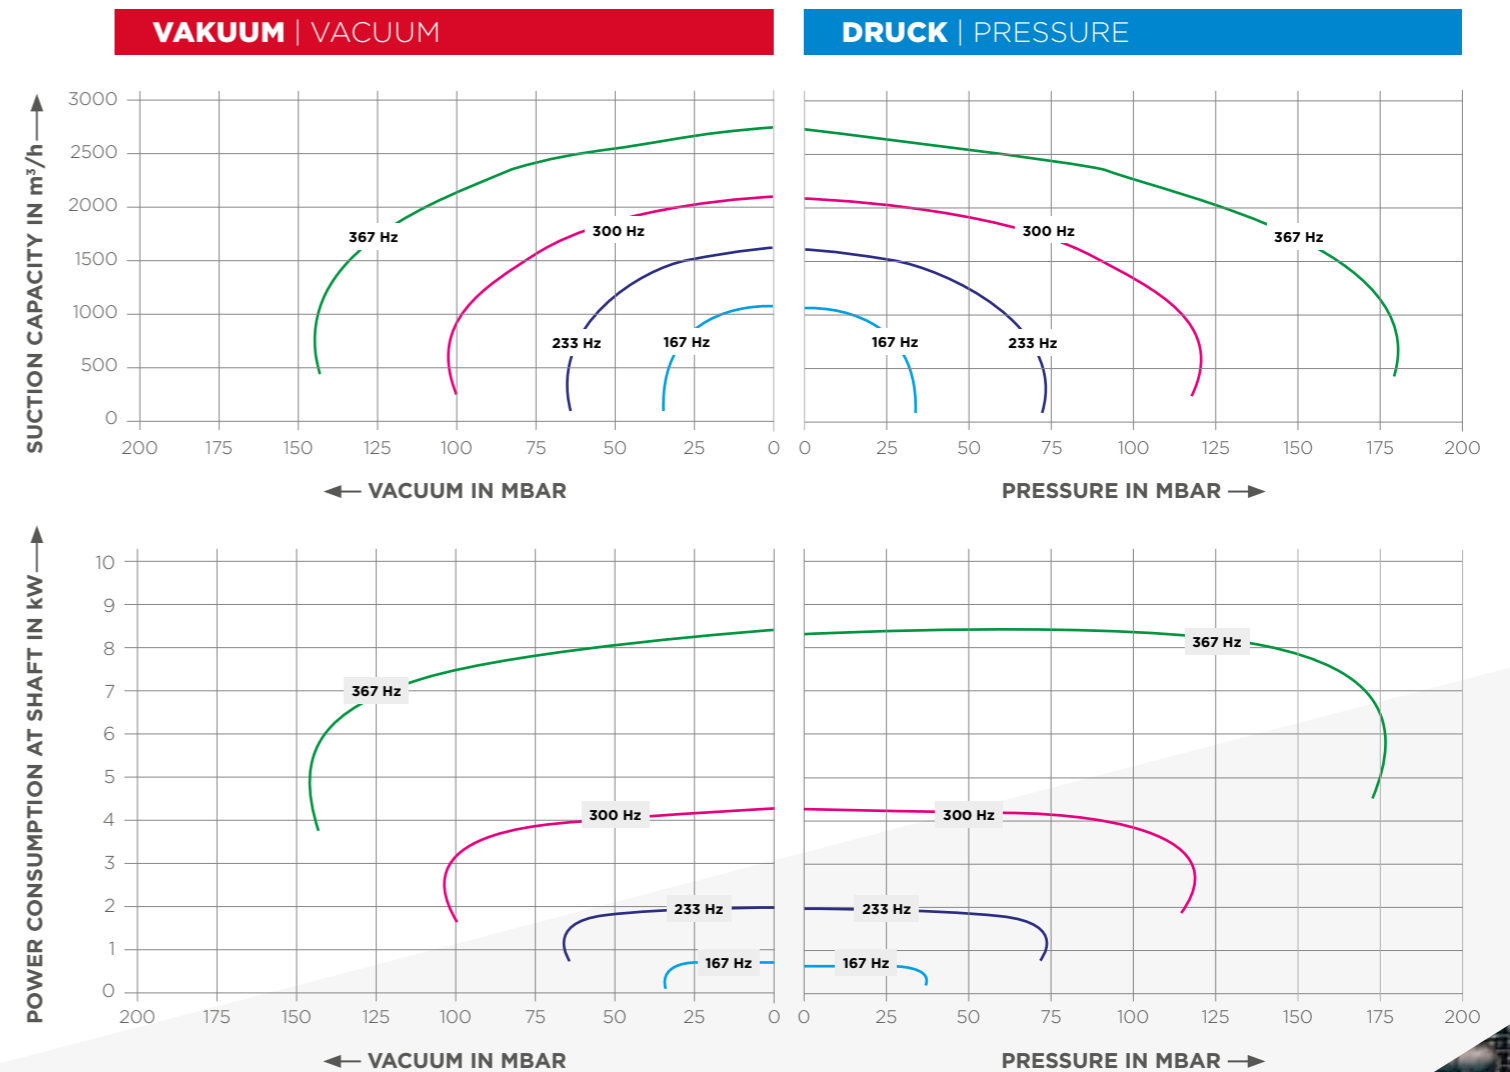 VAKUUM | VACUUM
DRUCK | PRESSURE
SUCTION CAPACITY IN m³/h
3000
2500
2000
1500
1000
500
0
367 Hz
300 Hz
233 Hz
167 Hz
200 175 150 125 100 75 50 25 0
VACUUM IN MBAR
300 Hz
367 Hz
167 Hz
233 Hz
0 25 50 75 100 125 150 175 200
PRESSURE IN MBAR
POWER CONSUMPTION AT SHAFT IN kW
10
9
8
7
6
5
4
3
2
1
0
367 Hz
300 Hz
233 Hz
167 Hz
200 175 150 125 100 75 50 25 0
VACUUM IN MBAR
367 Hz
300 Hz
233 Hz
167 Hz
0 25 50 75 100 125 150 175 200
PRESSURE IN MBAR